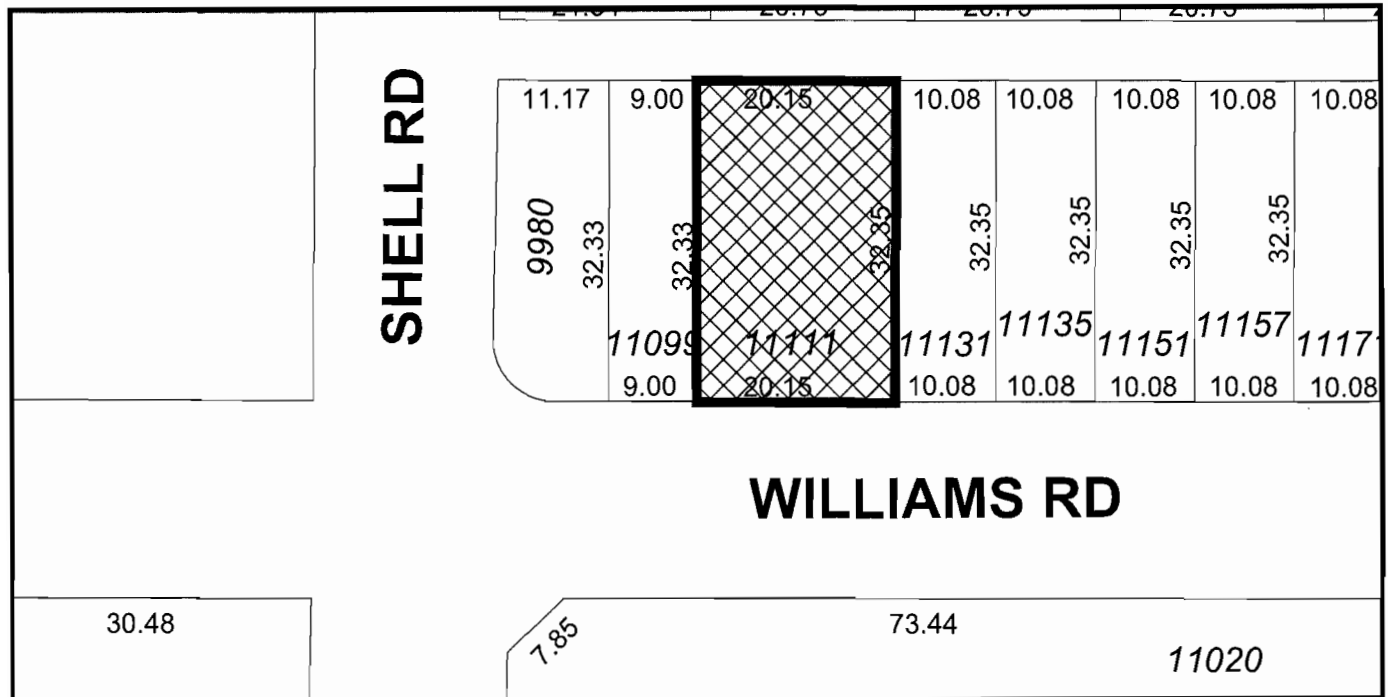 SHELL RD
11.17 9.00 20.15 10.08 10.08 10.08 10.08 10.08
9980 32.33 32.33 32.35 32.35 32.35 32.35 32.35
11099 11111 11131 11135 11151 11157 11171
9.00 20.15 10.08 10.08 10.08 10.08 10.08
WILLIAMS RD
30.48 7.85 73.44
11020